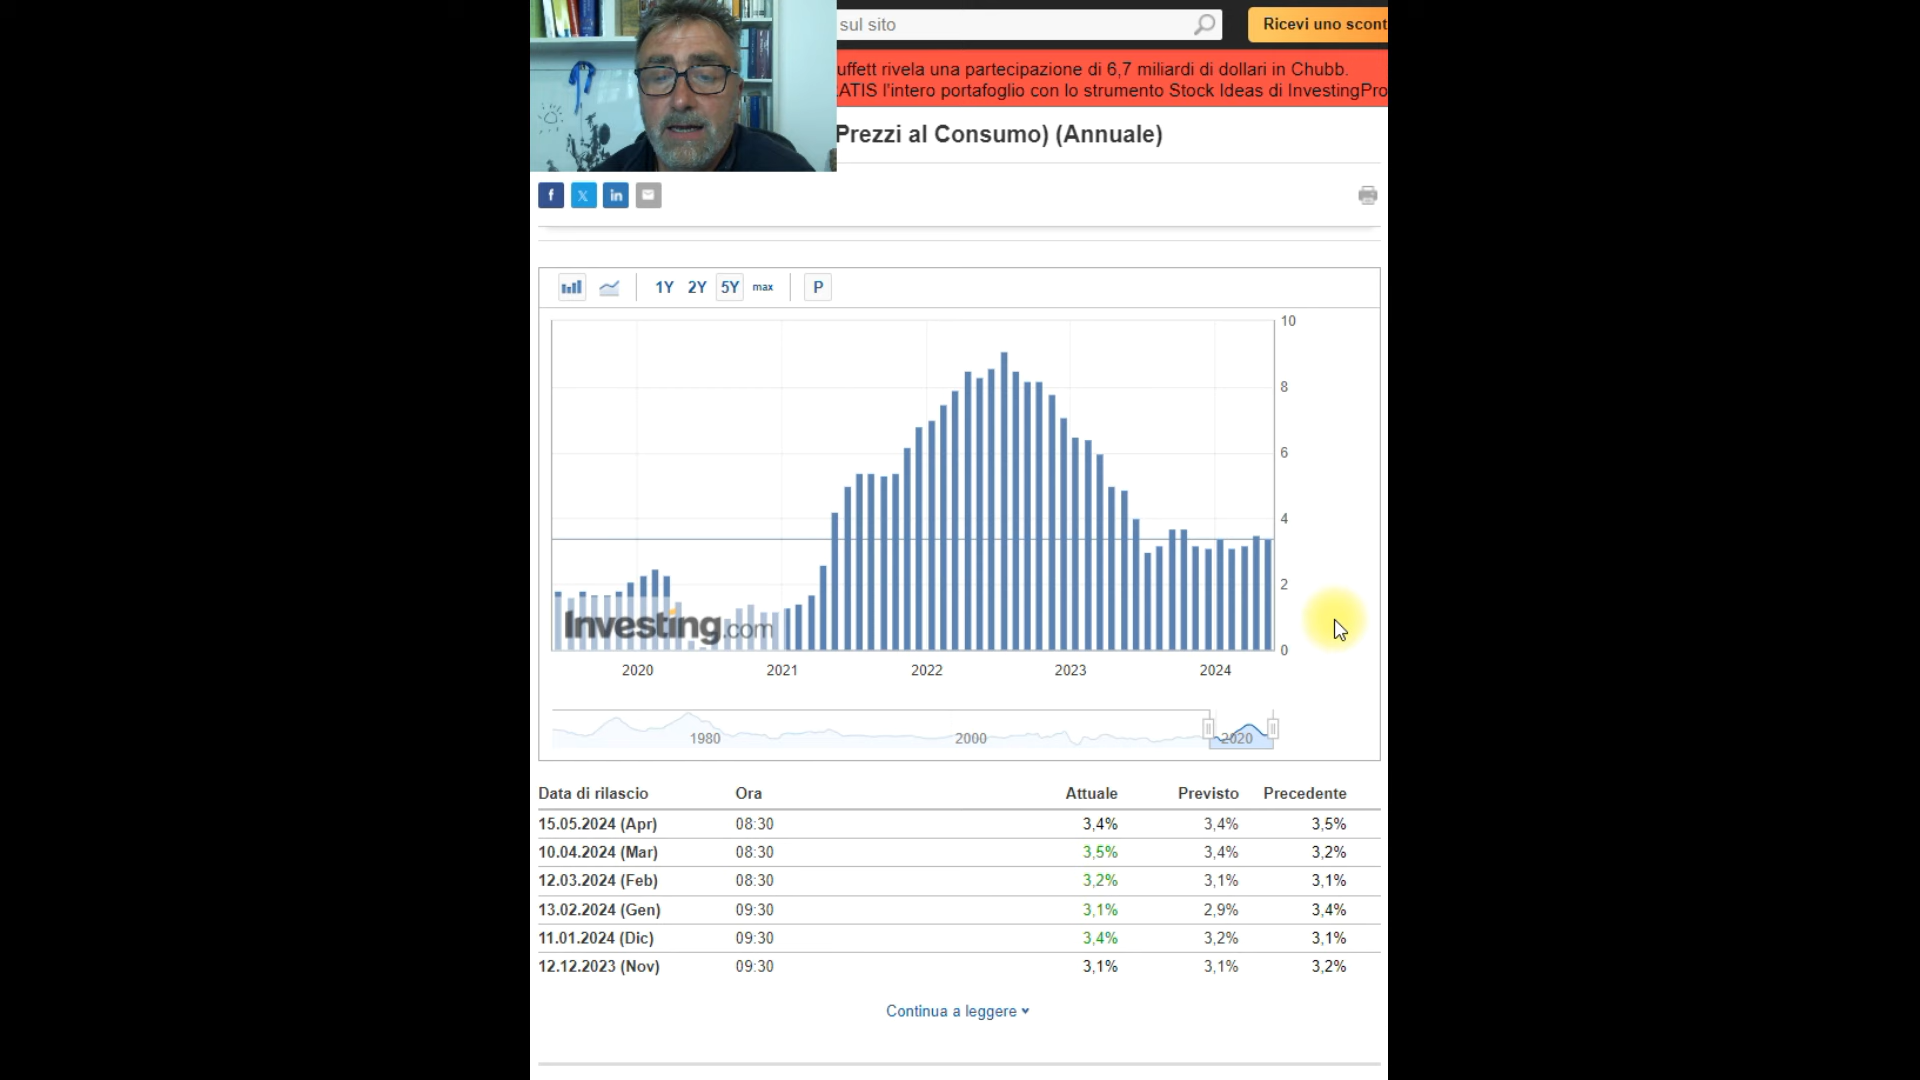 sul sito
Ricevi uno scont
uffett rivela una partecipazione di 6,7 miliardi di dollari in Chubb.
ATIS l'intero portafoglio con lo strumento Stock Ideas di InvestingPro
Prezzi al Consumo) (Annuale)
1Y 2Y 5Y max P
10
8
6
4
2
0
Investing.com
2020 2021 2022 2023 2024
1980 2000 2020
Data di rilascio Ora Attuale Previsto Precedente
15.05.2024 (Apr) 08:30 3,4% 3,4% 3,5%
10.04.2024 (Mar) 08:30 3,5% 3,4% 3,2%
12.03.2024 (Feb) 08:30 3,2% 3,1% 3,1%
13.02.2024 (Gen) 09:30 3,1% 2,9% 3,4%
11.01.2024 (Dic) 09:30 3,4% 3,2% 3,1%
12.12.2023 (Nov) 09:30 3,1% 3,1% 3,2%
Continua a leggere